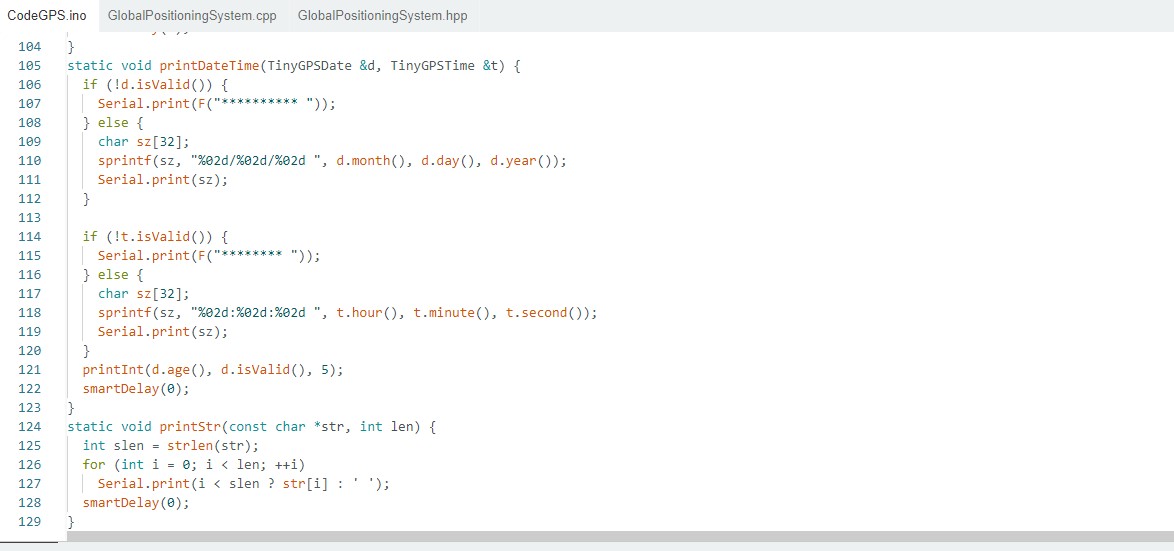 CodeGPS.ino GlobalPositioningSystem.cpp GlobalPositioningSystem.hpp
104 }
105 static void printDateTime(TinyGPSDate &d, TinyGPSTime &t) {
106   if (!d.isValid()) {
107     Serial.print(F("********** "));
108   } else {
109     char sz[32];
110     sprintf(sz, "%02d/%02d/%02d ", d.month(), d.day(), d.year());
111     Serial.print(sz);
112   }
113
114   if (!t.isValid()) {
115     Serial.print(F("******** "));
116   } else {
117     char sz[32];
118     sprintf(sz, "%02d:%02d:%02d ", t.hour(), t.minute(), t.second());
119     Serial.print(sz);
120   }
121   printInt(d.age(), d.isValid(), 5);
122   smartDelay(0);
123 }
124 static void printStr(const char *str, int len) {
125   int slen = strlen(str);
126   for (int i = 0; i < len; ++i)
127     Serial.print(i < slen ? str[i] : ' ');
128   smartDelay(0);
129 }